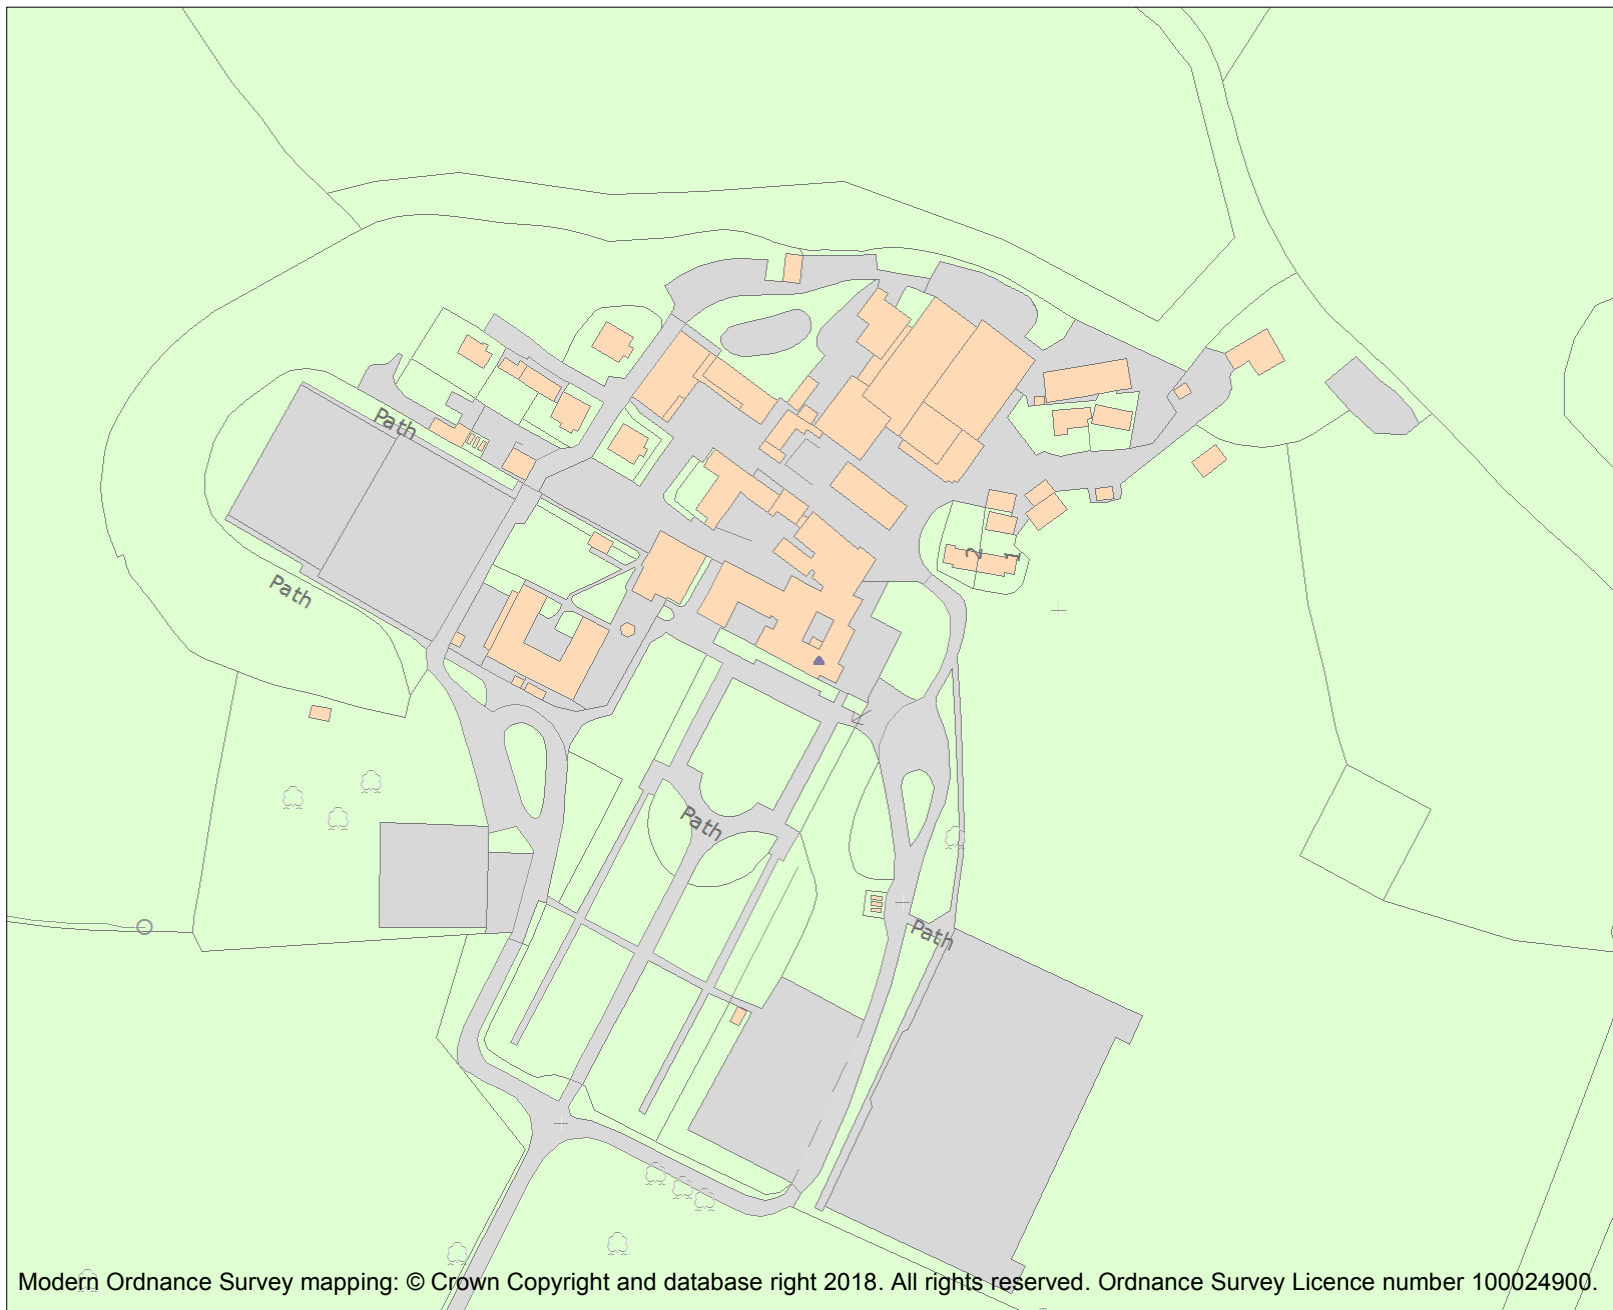 Path
2
1
Path
Path
Path
Modern Ordnance Survey mapping: © Crown Copyright and database right 2018. All rights reserved. Ordnance Survey Licence number 100024900.